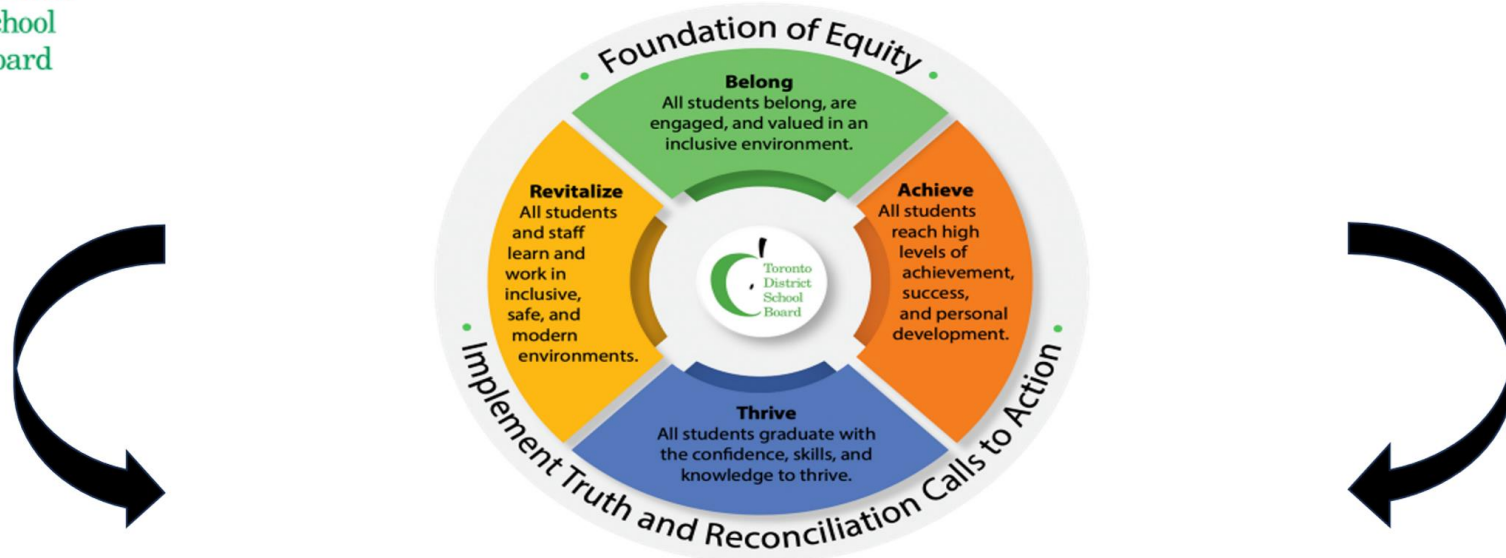 Board
Foundation of Equity
Belong
All students belong, are
engaged, and valued in an
inclusive environment.
Revitalize
All students
and staff
learn and
work in
inclusive,
safe, and
modern
environments.
Achieve
All students
reach high
levels of
achievement,
success,
and personal
development.
Toronto
District
School
Board
Thrive
All students graduate with
the confidence, skills, and
knowledge to thrive.
Implement Truth and Reconciliation Calls to Action